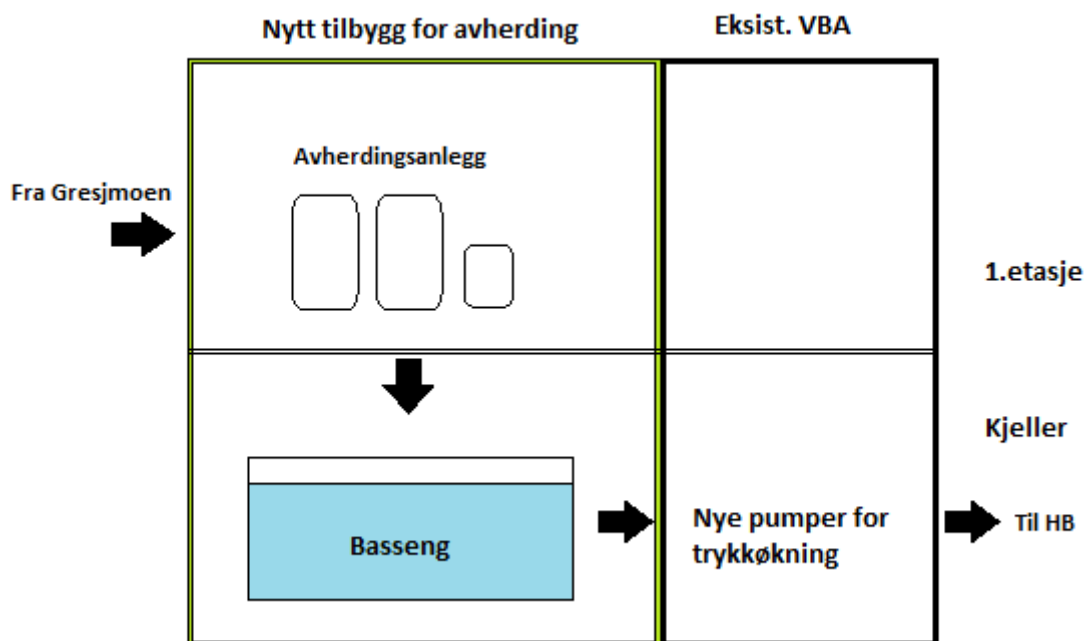 Nytt tilbygg for avherding
Eksist. VBA
Avherdingsanlegg
Fra Gresjmoen
1.etasje
Kjeller
Basseng
Nye pumper for
trykkøkning
Til HB